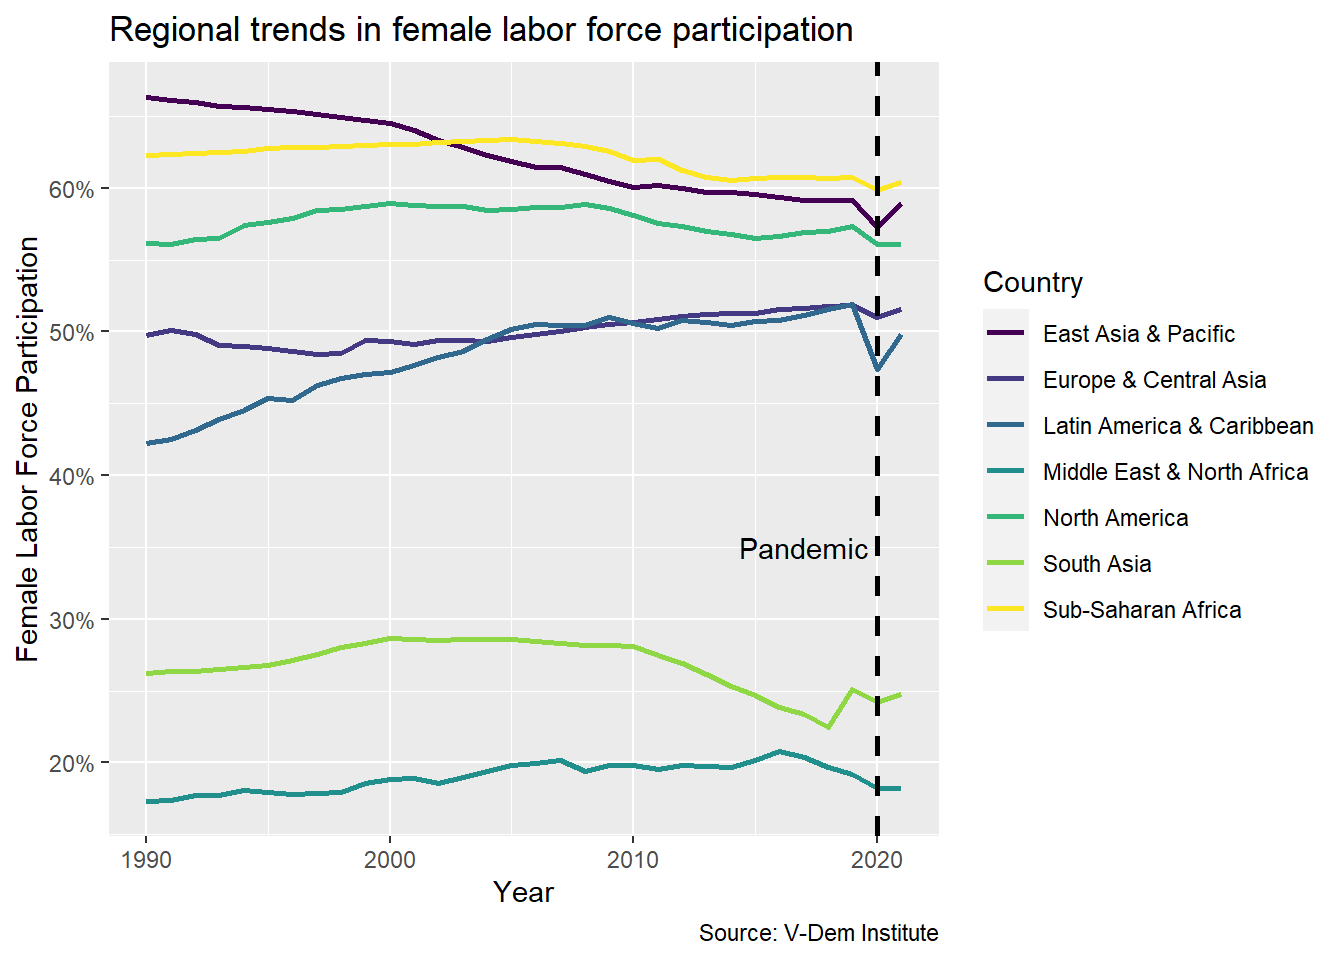 Regional trends in female labor force participation
Female Labor Force Participation
60%
50%
40%
30%
20%
Pandemic
1990
2000
2010
2020
Year
Country
East Asia & Pacific
Europe & Central Asia
Latin America & Caribbean
Middle East & North Africa
North America
South Asia
Sub-Saharan Africa
Source: V-Dem Institute